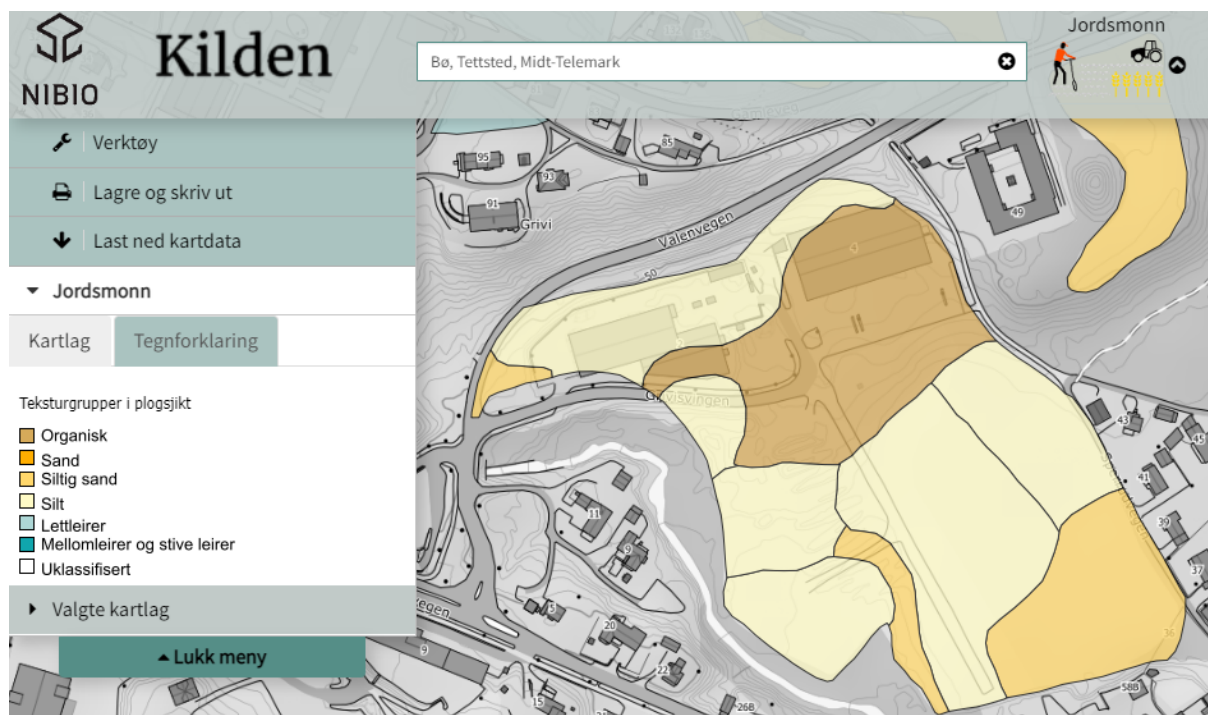 Kilden
NIBIO
Bø, Tettsted, Midt-Telemark
Jordsmonn
Verktøy
Lagre og skriv ut
Last ned kartdata
Jordsmonn
Kartlag
Tegnforklaring
Teksturgrupper i plogsjikt
Organisk
Sand
Siltig sand
Silt
Lettleirer
Mellomleirer og stive leirer
Uklassifisert
Valgte kartlag
Lukk meny
95
93
85
91
Grivi
49
Valenvegen
50
4
43
45
41
39
37
36
11
9
5
20
22
9
15
26B
58B